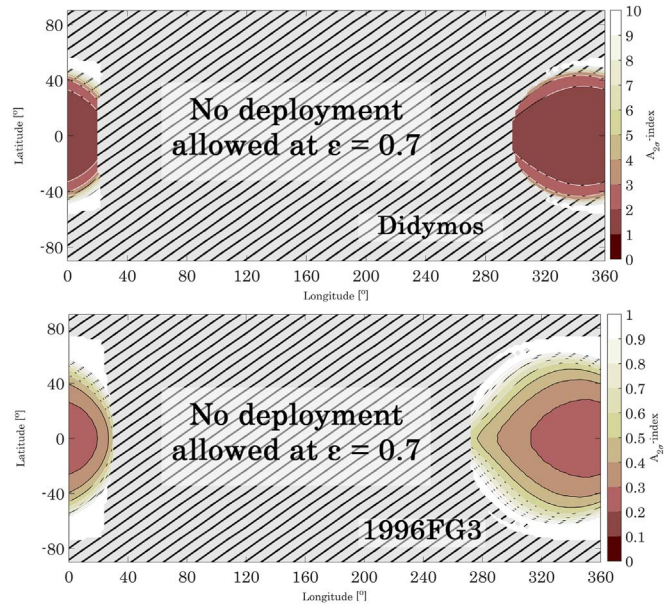 80
40
0
-40
-80
Latitude [º]
No deployment
allowed at ε = 0.7
Didymos
0 40 80 120 160 200 240 280 320 360
Longitude [º]
10
9
8
7
6
5
4
3
2
1
0
A2σ-index
80
40
0
-40
-80
Latitude [º]
No deployment
allowed at ε = 0.7
1996FG3
0 40 80 120 160 200 240 280 320 360
Longitude [º]
1
0.9
0.8
0.7
0.6
0.5
0.4
0.3
0.2
0.1
0
A2σ-index